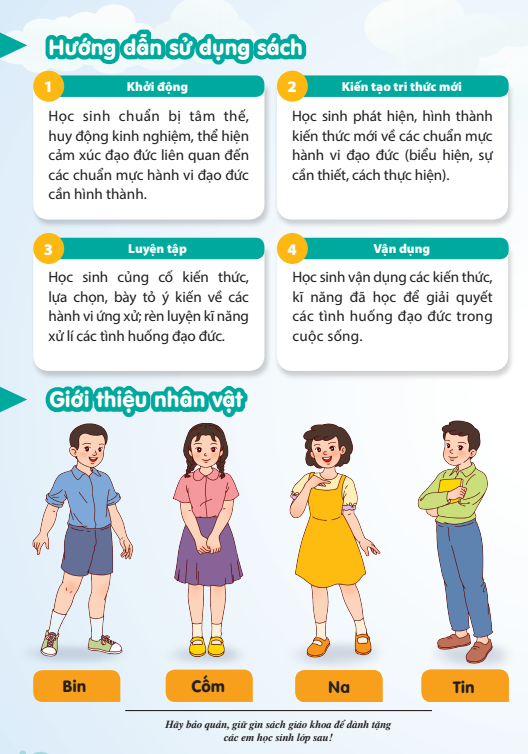 Hướng dẫn sử dụng sách
1
Khởi động
Học sinh chuẩn bị tâm thế,
huy động kinh nghiệm, thể hiện
cảm xúc đạo đức liên quan đến
các chuẩn mực hành vi đạo đức
cần hình thành.
2
Kiến tạo tri thức mới
Học sinh phát hiện, hình thành
kiến thức mới về các chuẩn mực
hành vi đạo đức (biểu hiện, sự
cần thiết, cách thực hiện).
3
Luyện tập
Học sinh củng cố kiến thức,
lựa chọn, bày tỏ ý kiến về các
hành vi ứng xử; rèn luyện kĩ năng
xử lí các tình huống đạo đức.
4
Vận dụng
Học sinh vận dụng các kiến thức,
kĩ năng đã học để giải quyết
các tình huống đạo đức trong
cuộc sống.
Giới thiệu nhân vật
Bin
Cốm
Na
Tin
Hãy bảo quản, giữ gìn sách giáo khoa để dành tặng
các em học sinh lớp sau!